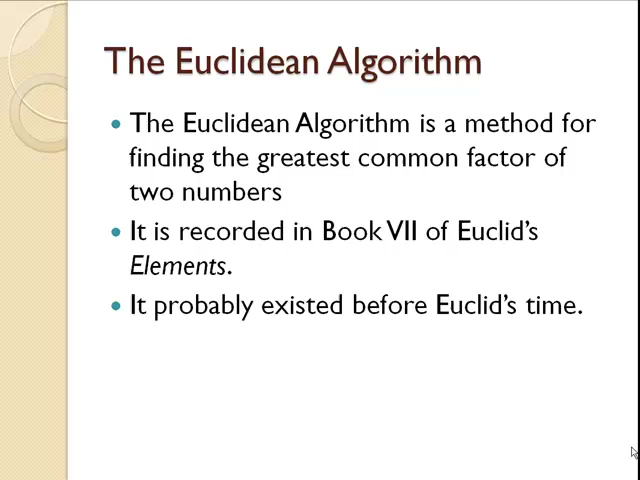 The Euclidean Algorithm
• The Euclidean Algorithm is a method for
finding the greatest common factor of
two numbers
• It is recorded in Book VII of Euclid's
Elements.
• It probably existed before Euclid's time.